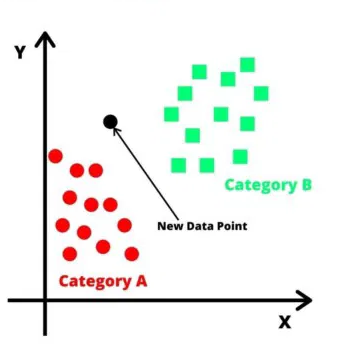 Y
Category B
New Data Point
Category A
X